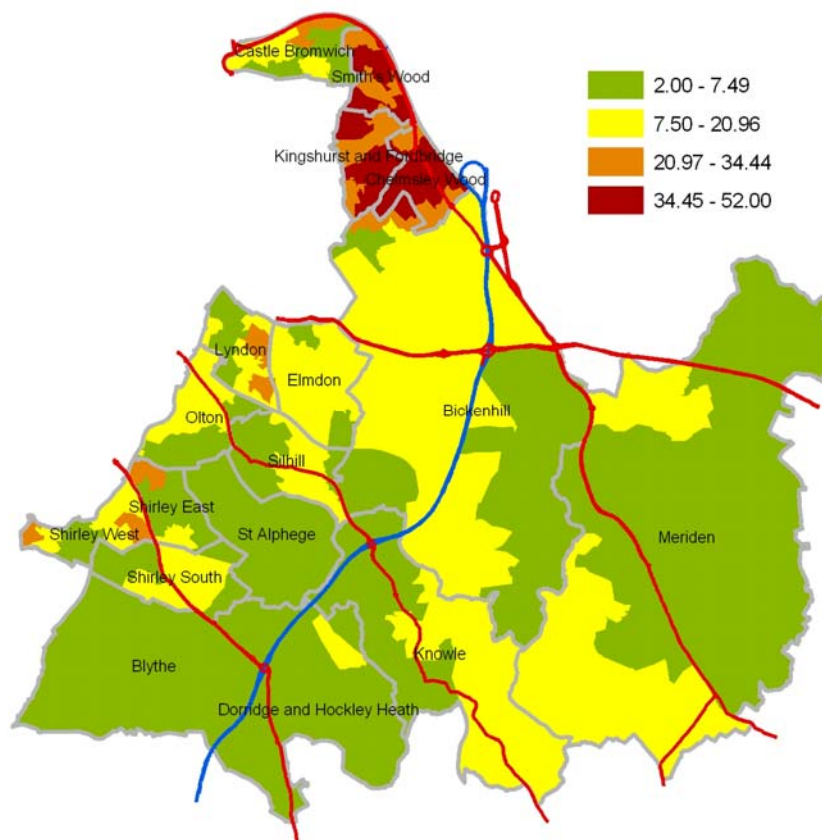 Castle Bromwich
Smith's Wood
2.00 - 7.49
7.50 - 20.96
20.97 - 34.44
34.45 - 52.00
Kingshurst and Fordbridge
Chelmsley Wood
Lyndon
Elmdon
Olton
Bickenhill
Silhill
Shirley East
Shirley West
St Alphege
Meriden
Shirley South
Blythe
Knowle
Dorridge and Hockley Heath